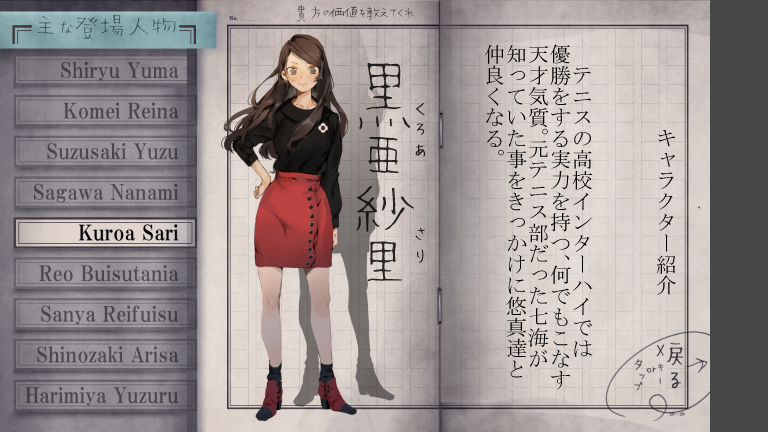 主な登場人物
Shiryu Yuma
Komei Reina
Suzusaki Yuzu
Sagawa Nanami
Kuroa Sari
Reo Buisutania
Sanya Reifuisu
Shinozaki Arisa
Harimiya Yuzuru
No.
貴方の価値を教えてくれ
黒亜 紗里
くろあ さり
キャラクター紹介
テニスの高校インターハイでは
優勝をする実力を持つ、何でもこなす
天才気質。元テニス部だった七海が
知っていた事をきっかけに悠真達と
仲良くなる。
戻る
Xキー
or
タップ
20×20